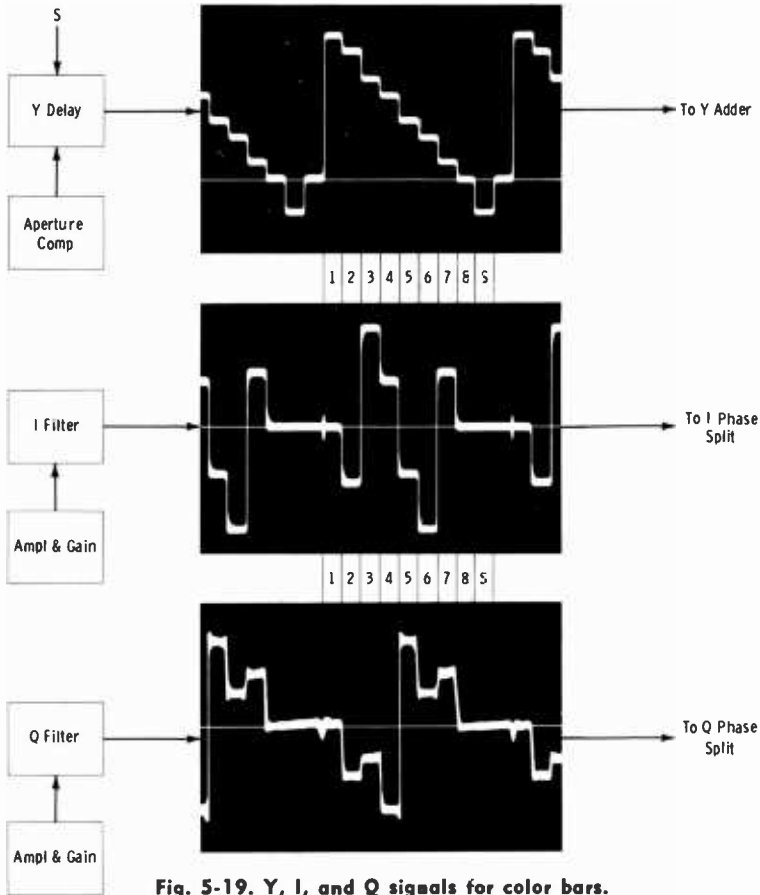 S
Y Delay
To Y Adder
Aperture
Comp
1 2 3 4 5 6 7 8 S
I Filter
To I Phase
Split
Ampl & Gain
1 2 3 4 5 6 7 8 S
Q Filter
To Q Phase
Split
Ampl & Gain
Fig. 5-19. Y, I, and Q signals for color bars.